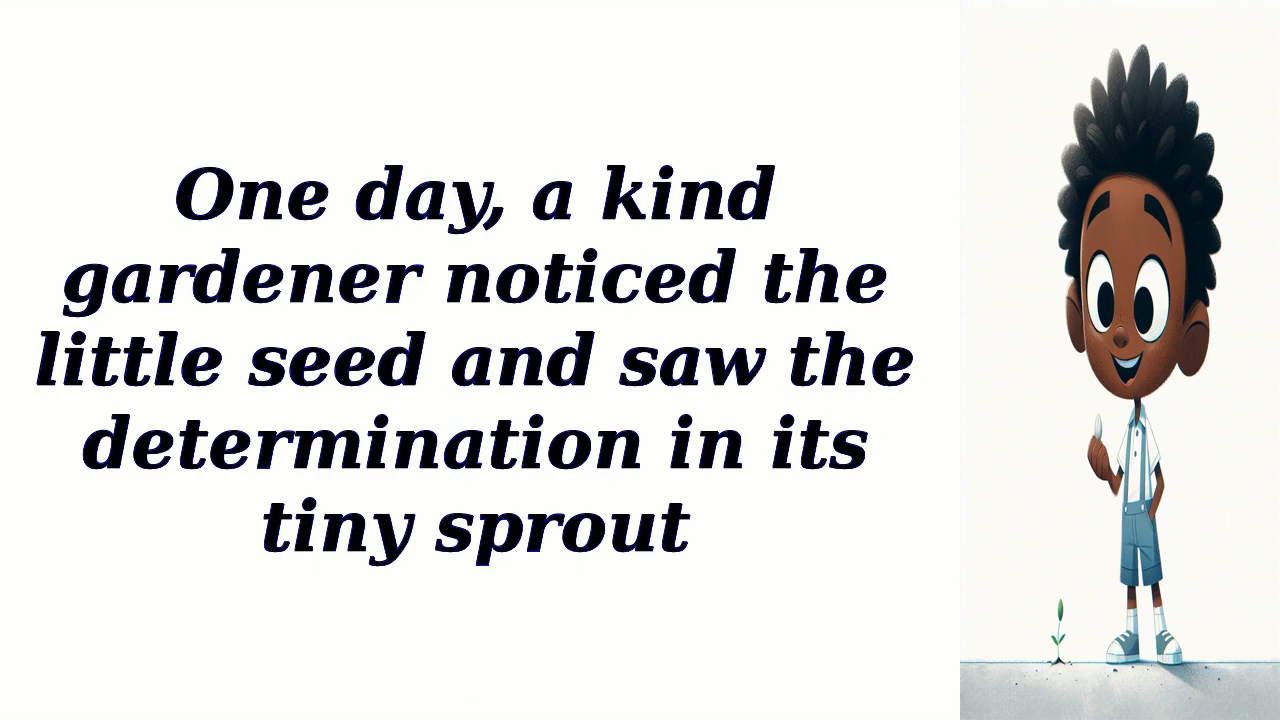 One day, a kind
gardener noticed the
little seed and saw the
determination in its
tiny sprout